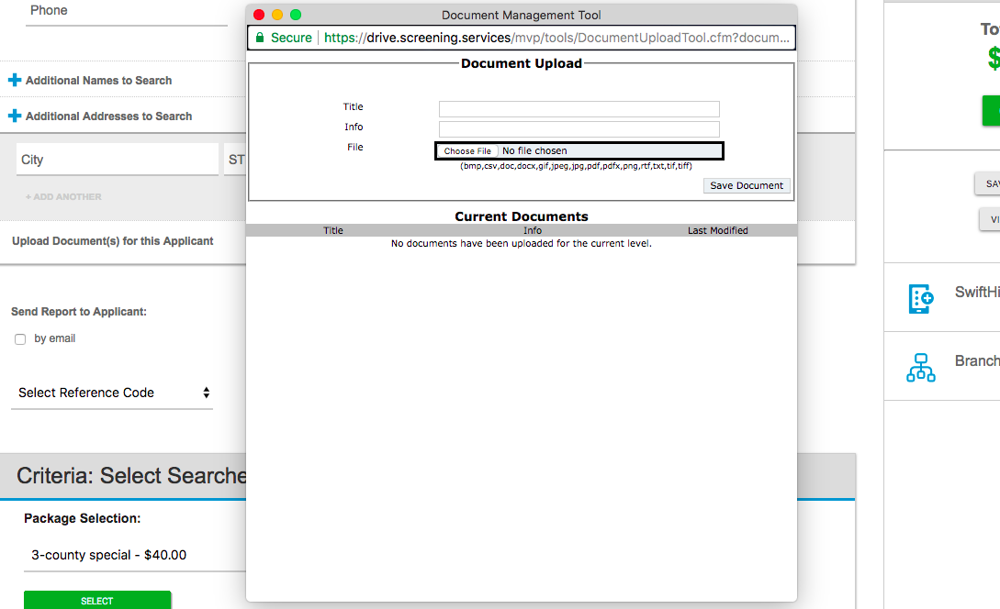 Phone
Additional Names to Search
Additional Addresses to Search
City
ST
+ ADD ANOTHER
Upload Document(s) for this Applicant
Send Report to Applicant:
by email
Select Reference Code
Criteria: Select Searche
Package Selection:
3-county special - $40.00
SELECT
Document Management Tool
Secure https://drive.screening.services/mvp/tools/DocumentUploadTool.cfm?docum...
Document Upload
Title
Info
File Choose File No file chosen
(bmp,csv,doc,docx,gif,jpeg,jpg,pdf,pdfx,png,rtf,txt,tif,tiff)
Save Document
Current Documents
Title Info Last Modified
No documents have been uploaded for the current level.
To
$
SAV
VI
SwiftHi
Branch